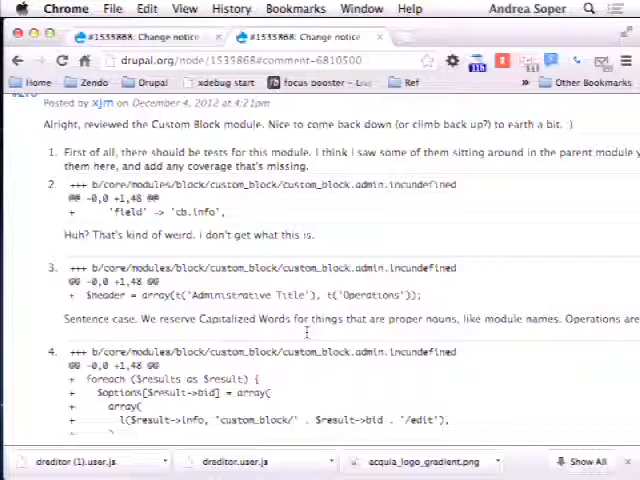 Chrome File Edit View History Bookmarks Window Help Andrea Soper
#1535868: Change notice × #1535868: Change notice ×
drupal.org/node/1535868#comment-6810500
Home Zendo Drupal xdebug start focus booster - Ref » Other Bookmarks
Posted by xjm on December 4, 2012 at 4:21pm
Alright, reviewed the Custom Block module. Nice to come back down (or climb back up?) to earth a bit. :)
1. First of all, there should be tests for this module. I think I saw some of them sitting around in the parent module y
them here, and add any coverage that's missing.
2. +++ b/core/modules/block/custom_block/custom_block.admin.incundefined
@@ -0,0 +1,48 @@
+ 'field' => 'cb.info',
Huh? That's kind of weird. I don't get what this is.
3. +++ b/core/modules/block/custom_block/custom_block.admin.incundefined
@@ -0,0 +1,48 @@
+ $header = array(t('Administrative Title'), t('Operations'));
Sentence case. We reserve Capitalized Words for things that are proper nouns, like module names. Operations are
4. +++ b/core/modules/block/custom_block/custom_block.admin.incundefined
@@ -0,0 +1,48 @@
+ foreach ($results as $result) {
+ $options[$result->bid] = array(
+ array(
+ l($result->info, 'custom_block/' . $result->bid . '/edit'),
dreditor (1).user.js dreditor.user.js acquia_logo_gradient.png Show All ×